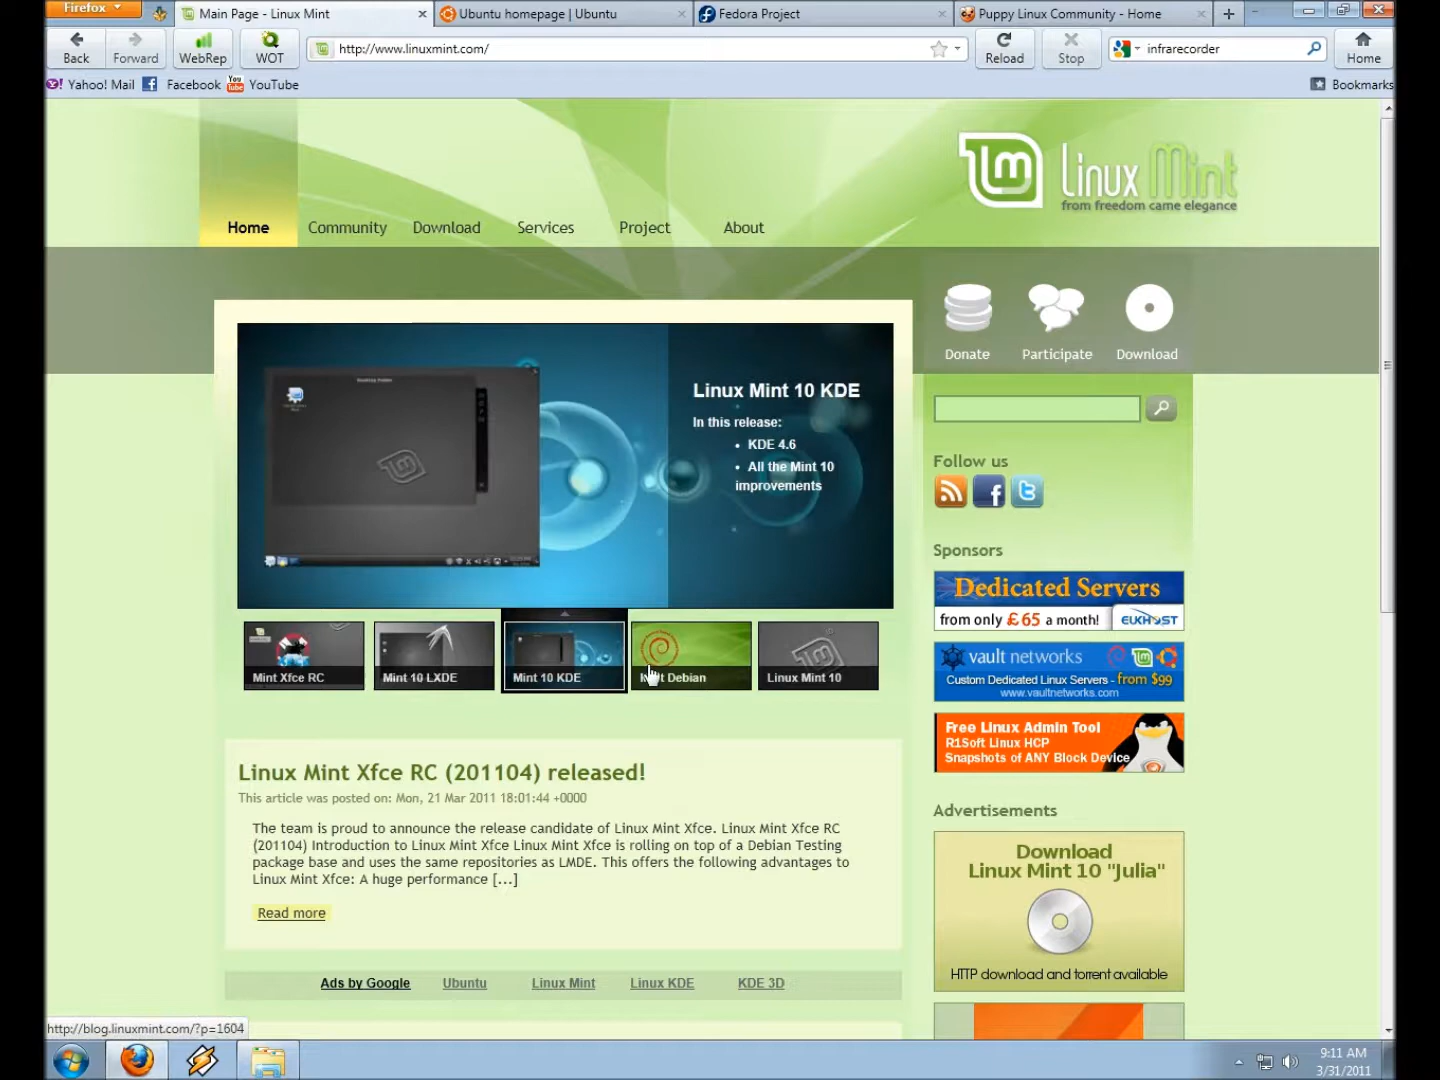 Firefox
Main Page - Linux Mint
Ubuntu homepage | Ubuntu
Fedora Project
Puppy Linux Community - Home
Back
Forward
WebRep
WOT
http://www.linuxmint.com/
Reload
Stop
infrarecorder
Home
Yahoo! Mail
Facebook
YouTube
Bookmarks
Linux Mint
from freedom came elegance
Home
Community
Download
Services
Project
About
Donate
Participate
Download
Linux Mint 10 KDE
In this release:
• KDE 4.6
• All the Mint 10
improvements
Follow us
Sponsors
Dedicated Servers
from only £65 a month!
EUKHOST
vault networks
Custom Dedicated Linux Servers - from $99
www.vaultnetworks.com
Free Linux Admin Tool
R1Soft Linux HCP
Snapshots of ANY Block Device
Mint Xfce RC
Mint 10 LXDE
Mint 10 KDE
Debian
Linux Mint 10
Linux Mint Xfce RC (201104) released!
This article was posted on: Mon, 21 Mar 2011 18:01:44 +0000
The team is proud to announce the release candidate of Linux Mint Xfce. Linux Mint Xfce RC
(201104) Introduction to Linux Mint Xfce Linux Mint Xfce is rolling on top of a Debian Testing
package base and uses the same repositories as LMDE. This offers the following advantages to
Linux Mint Xfce: A huge performance [...]
Read more
Advertisements
Download
Linux Mint 10 "Julia"
HTTP download and torrent available
Ads by Google
Ubuntu
Linux Mint
Linux KDE
KDE 3D
http://blog.linuxmint.com/?p=1604
9:11 AM
3/31/2011